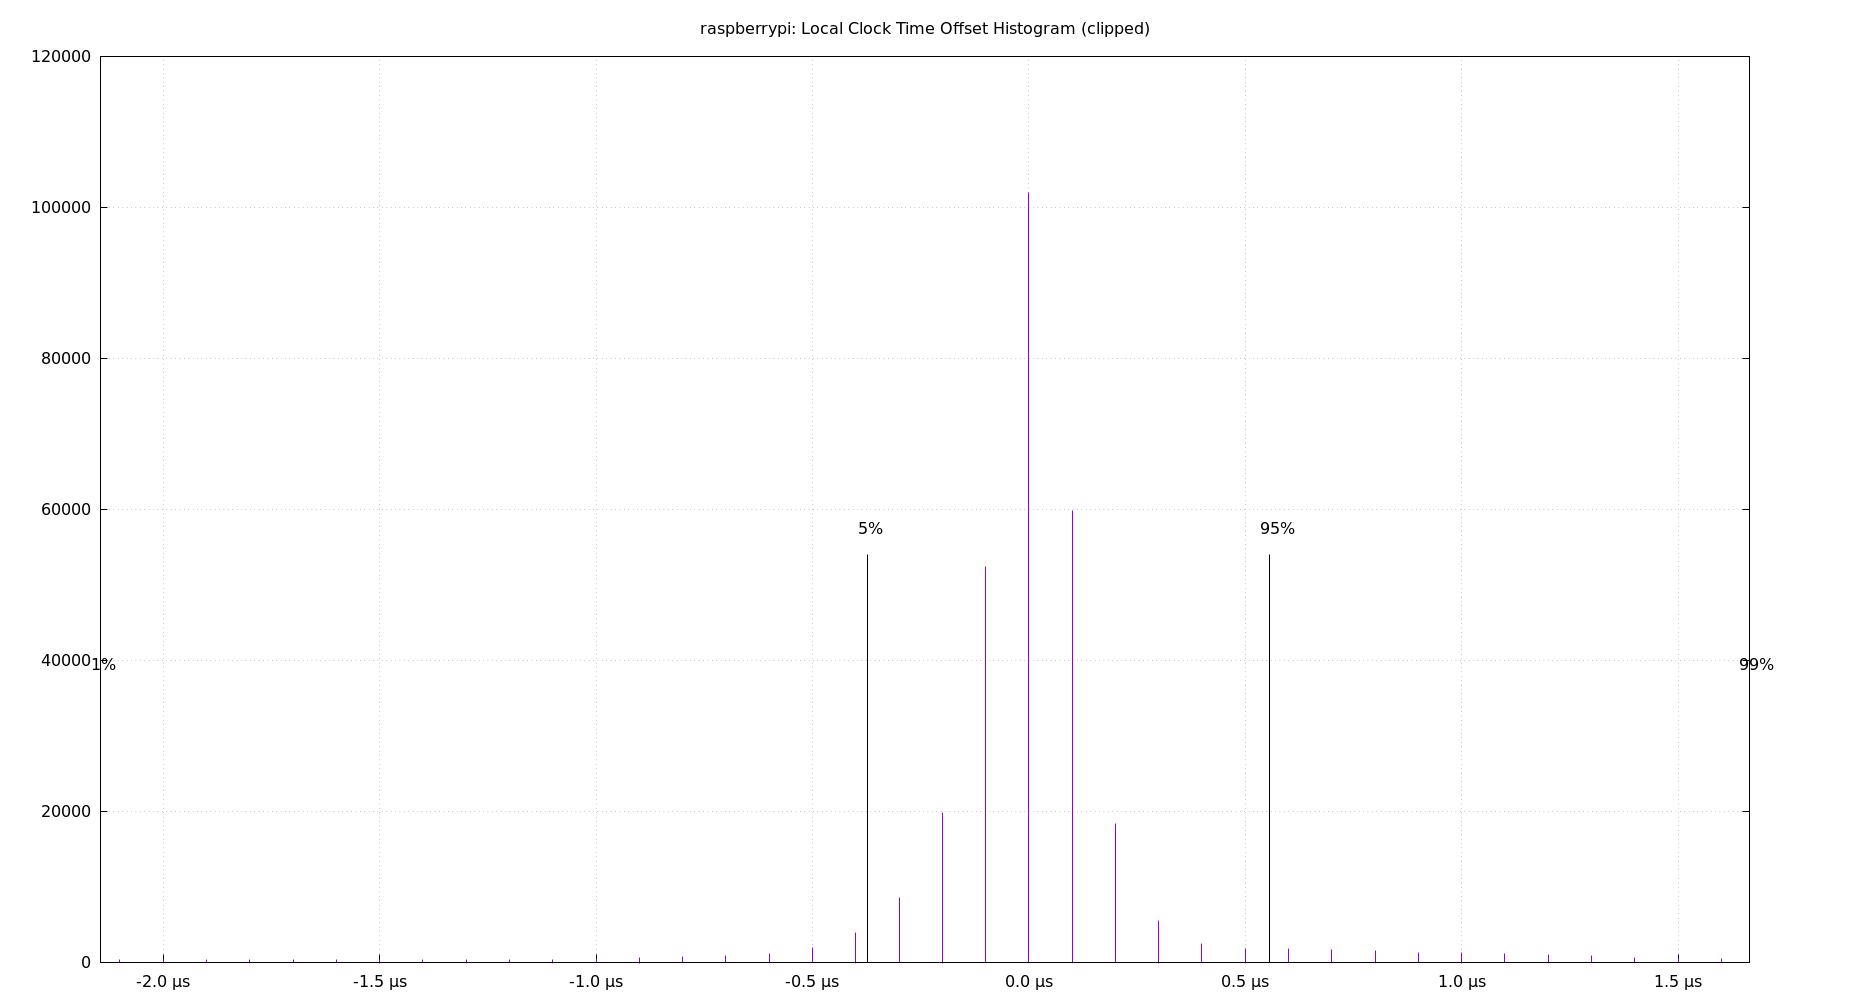 raspberrypi: Local Clock Time Offset Histogram (clipped)
120000
100000
80000
60000
5%
95%
40000
1%
99%
20000
0
-2.0 µs
-1.5 µs
-1.0 µs
-0.5 µs
0.0 µs
0.5 µs
1.0 µs
1.5 µs